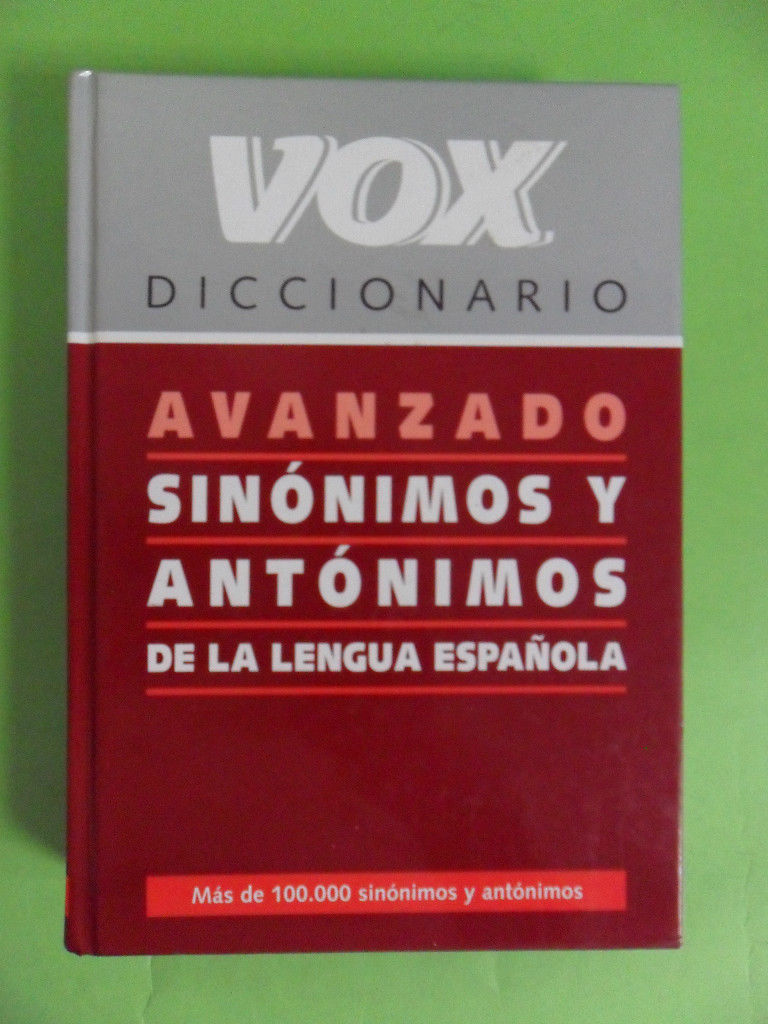 VOX
DICCIONARIO
AVANZADO
SINÓNIMOS Y
ANTÓNIMOS
DE LA LENGUA ESPAÑOLA
Más de 100.000 sinónimos y antónimos